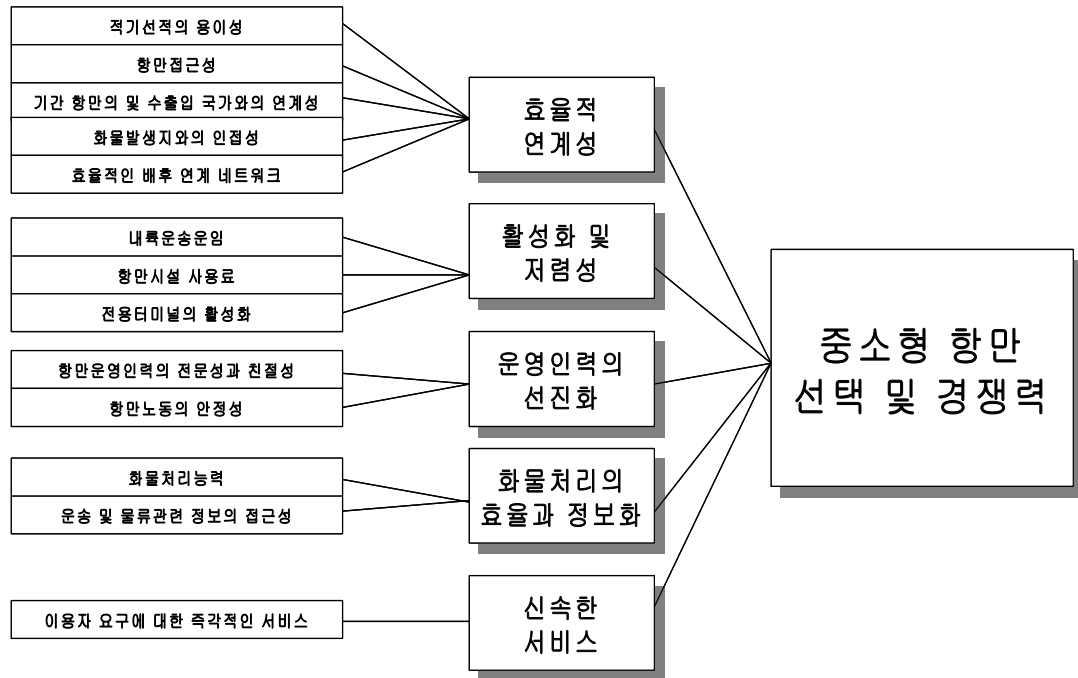 적기선적의 용이성
항만접근성
기간 항만의 및 수출입 국가와의 연계성
화물발생지와의 인접성
효율적인 배후 연계 네트워크
효율적
연계성
내륙운송운임
항만시설 사용료
전용터미널의 활성화
활성화 및
저렴성
항만운영인력의 전문성과 친절성
항만노동의 안정성
운영인력의
선진화
화물처리능력
운송 및 물류관련 정보의 접근성
화물처리의
효율과 정보화
이용자 요구에 대한 즉각적인 서비스
신속한
서비스
중소형 항만
선택 및 경쟁력